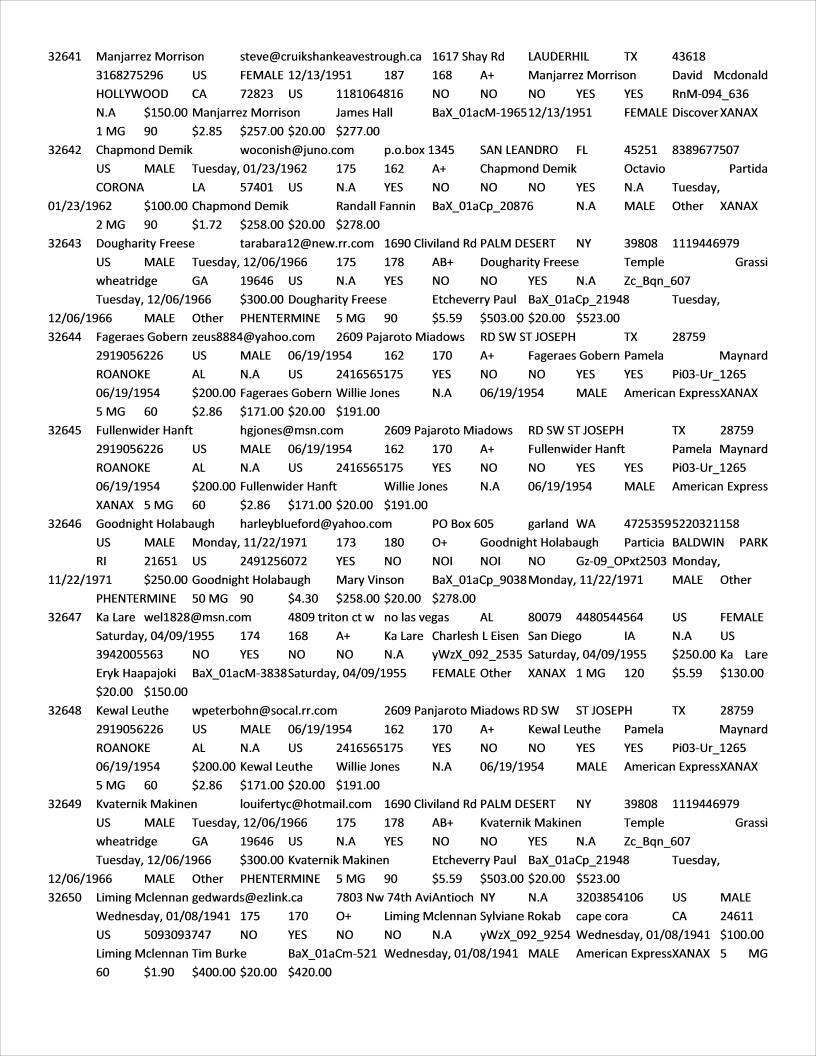 32641 Manjarrez Morrison steve@cruikshankeavestrough.ca 1617 Shay Rd LAUDERHIL TX 43618
3168275296 US FEMALE 12/13/1951 187 168 A+ Manjarrez Morrison David Mcdonald
HOLLYWOOD CA 72823 US 1181064816 NO NO NO YES YES RnM-094_636
N.A $150.00 Manjarrez Morrison James Hall BaX_01acM-196512/13/1951 FEMALE Discover XANAX
1 MG 90 $2.85 $257.00 $20.00 $277.00
32642 Chapmond Demik woconish@juno.com p.o.box 1345 SAN LEANDRO FL 45251 8389677507
US MALE Tuesday, 01/23/1962 175 162 A+ Chapmond Demik Octavio Partida
CORONA LA 57401 US N.A YES NO NO NO YES N.A Tuesday,
01/23/1962 $100.00 Chapmond Demik Randall Fannin BaX_01aCp_20876 N.A MALE Other XANAX
2 MG 90 $1.72 $258.00 $20.00 $278.00
32643 Dougharity Freese tarabara12@new.rr.com 1690 Cliviland Rd PALM DESERT NY 39808 1119446979
US MALE Tuesday, 12/06/1966 175 178 AB+ Dougharity Freese Temple Grassi
wheatridge GA 19646 US N.A YES NO NO YES N.A Zc_Bqn_607
Tuesday, 12/06/1966 $300.00 Dougharity Freese Etcheverry Paul BaX_01aCp_21948 Tuesday,
12/06/1966 MALE Other PHENTERMINE 5 MG 90 $5.59 $503.00 $20.00 $523.00
32644 Fageraes Gobern zeus8884@yahoo.com 2609 Pajaroto Miadows RD SW ST JOSEPH TX 28759
2919056226 US MALE 06/19/1954 162 170 A+ Fageraes Gobern Pamela Maynard
ROANOKE AL N.A US 2416565175 YES NO NO YES YES Pi03-Ur_1265
06/19/1954 $200.00 Fageraes Gobern Willie Jones N.A 06/19/1954 MALE American ExpressXANAX
5 MG 60 $2.86 $171.00 $20.00 $191.00
32645 Fullenwider Hanft hgjones@msn.com 2609 Pajaroto Miadows RD SW ST JOSEPH TX 28759
2919056226 US MALE 06/19/1954 162 170 A+ Fullenwider Hanft Pamela Maynard
ROANOKE AL N.A US 2416565175 YES NO NO YES YES Pi03-Ur_1265
06/19/1954 $200.00 Fullenwider Hanft Willie Jones N.A 06/19/1954 MALE American Express
XANAX 5 MG 60 $2.86 $171.00 $20.00 $191.00
32646 Goodnight Holabaugh harleyblueford@yahoo.com PO Box 605 garland WA 47253595220321158
US MALE Monday, 11/22/1971 173 180 O+ Goodnight Holabaugh Particia BALDWIN PARK
RI 21651 US 2491256072 YES NO NOI NOI NO Gz-09_OPxt2503 Monday,
11/22/1971 $250.00 Goodnight Holabaugh Mary Vinson BaX_01aCp_9038 Monday, 11/22/1971 MALE Other
PHENTERMINE 50 MG 90 $4.30 $258.00 $20.00 $278.00
32647 Ka Lare wel1828@msn.com 4809 triton ct w no las vegas AL 80079 4480544564 US FEMALE
Saturday, 04/09/1955 174 168 A+ Ka Lare Charlesh L Eisen San Diego IA N.A US
3942005563 NO YES NO NO N.A yWzX_092_2535 Saturday, 04/09/1955 $250.00 Ka Lare
Eryk Haapajoki BaX_01acM-3838Saturday, 04/09/1955 FEMALE Other XANAX 1 MG 120 $5.59 $130.00
$20.00 $150.00
32648 Kewal Leuthe wpeterbohn@socal.rr.com 2609 Panjaroto Miadows RD SW ST JOSEPH TX 28759
2919056226 US MALE 06/19/1954 162 170 A+ Kewal Leuthe Pamela Maynard
ROANOKE AL N.A US 2416565175 YES NO NO YES YES Pi03-Ur_1265
06/19/1954 $200.00 Kewal Leuthe Willie Jones N.A 06/19/1954 MALE American ExpressXANAX
5 MG 60 $2.86 $171.00 $20.00 $191.00
32649 Kvaternik Makinen louifertyc@hotmail.com 1690 Cliviland Rd PALM DESERT NY 39808 1119446979
US MALE Tuesday, 12/06/1966 175 178 AB+ Kvaternik Makinen Temple Grassi
wheatridge GA 19646 US N.A YES NO NO YES N.A Zc_Bqn_607
Tuesday, 12/06/1966 $300.00 Kvaternik Makinen Etcheverry Paul BaX_01aCp_21948 Tuesday,
12/06/1966 MALE Other PHENTERMINE 5 MG 90 $5.59 $503.00 $20.00 $523.00
32650 Liming Mclennan gedwards@ezlink.ca 7803 Nw 74th AviAntioch NY N.A 3203854106 US MALE
Wednesday, 01/08/1941 175 170 O+ Liming Mclennan Sylviane Rokab cape cora CA 24611
US 5093093747 NO YES NO NO N.A yWzX_092_9254 Wednesday, 01/08/1941 $100.00
Liming Mclennan Tim Burke BaX_01aCm-521 Wednesday, 01/08/1941 MALE American ExpressXANAX 5 MG
60 $1.90 $400.00 $20.00 $420.00